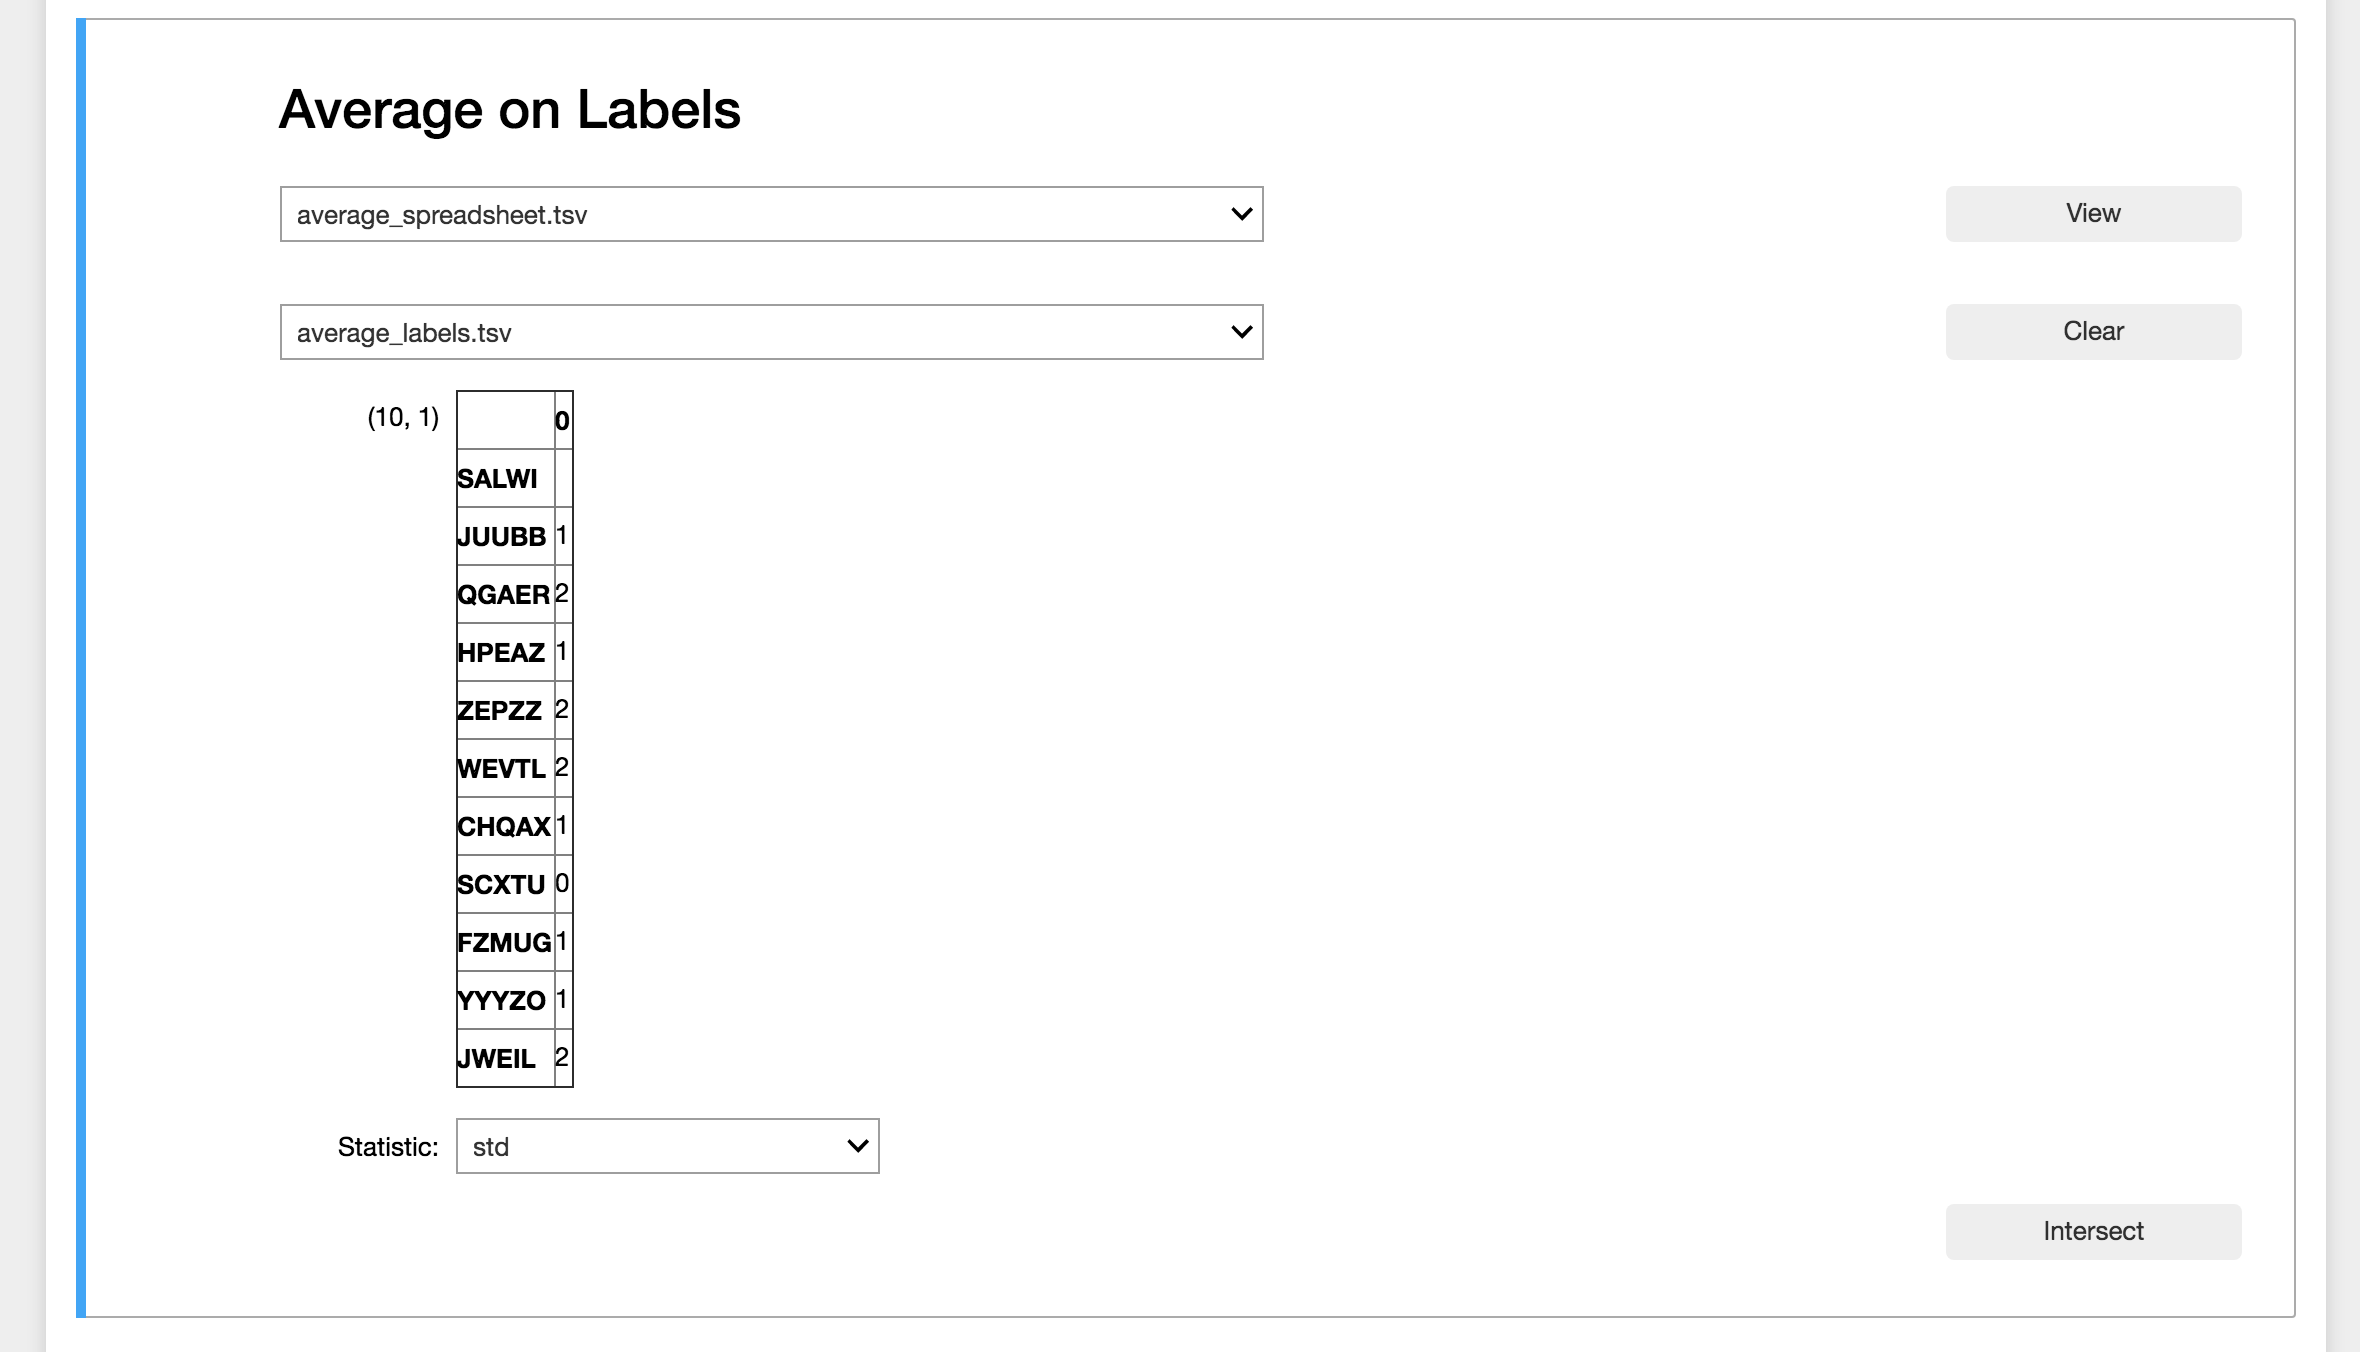 Average on Labels
average_spreadsheet.tsv
View
average_labels.tsv
Clear
(10, 1)
0
SALWI
JUUBB 1
QGAER 2
HPEAZ 1
ZEPZZ 2
WEVTL 2
CHQAX 1
SCXTU 0
FZMUG 1
YYYZO 1
JWEIL 2
Statistic: std
Intersect